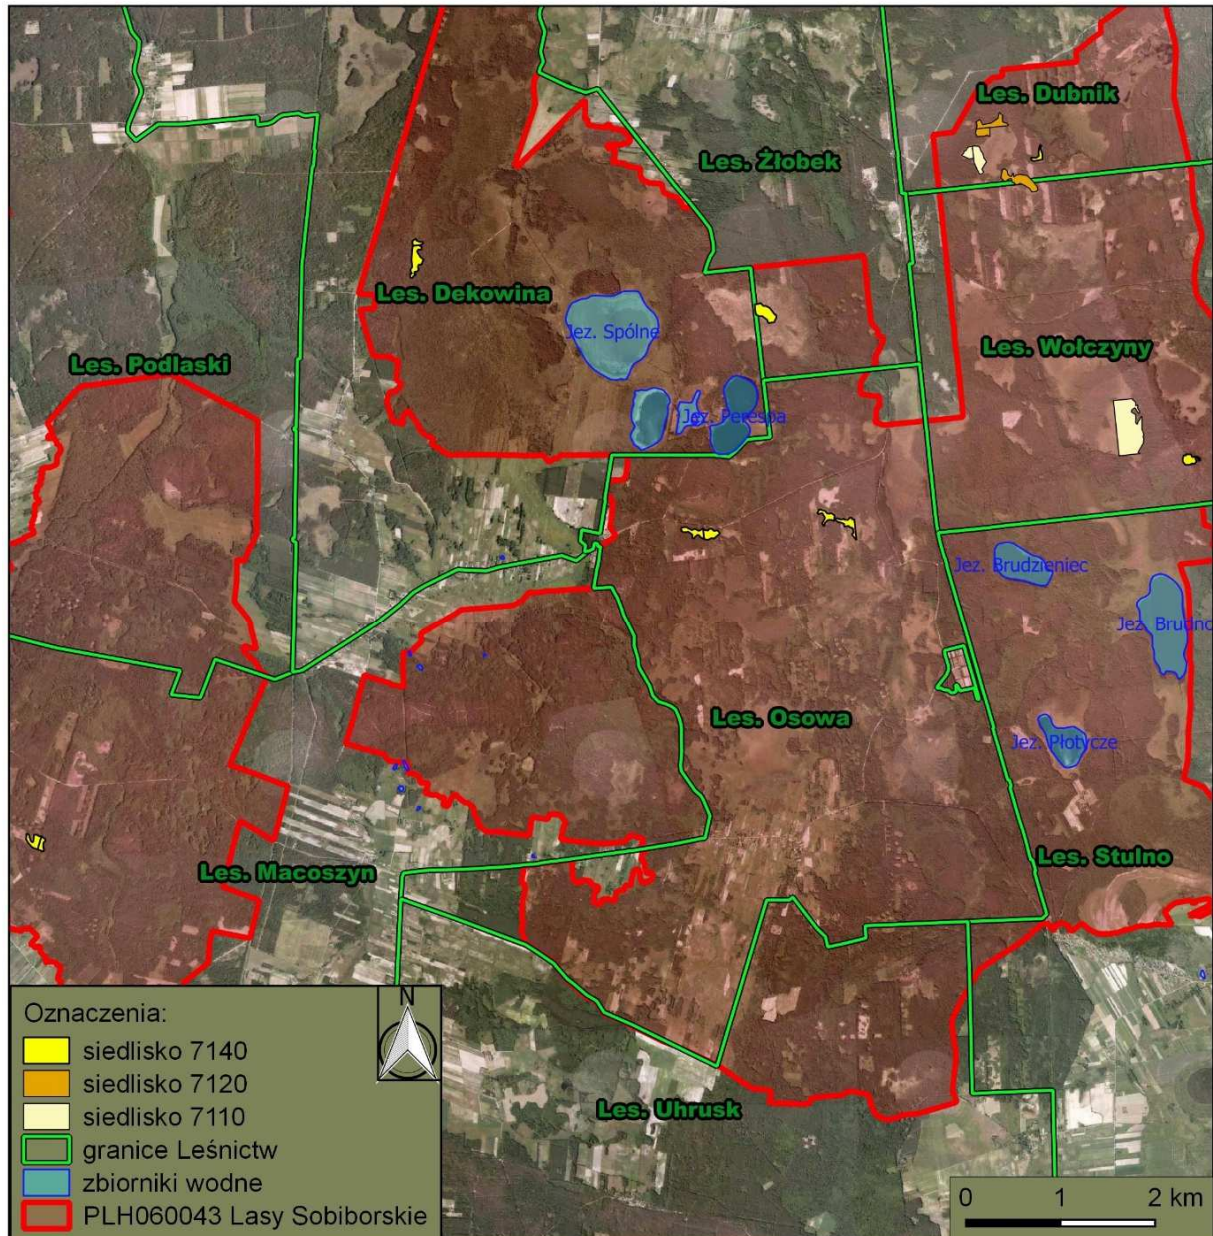 Les. Dubnik
Les. Żłobek
Les. Dekowina
Jez. Spólne
Les. Wołczyny
Les. Podlaski
Jez. Perespa
Jez. Brudzieniec
Jez. Brudno
Les. Osowa
Jez. Płotycze
Les. Stulno
Les. Macoszyn
Les. Uhrusk
N
Oznaczenia:
siedlisko 7140
siedlisko 7120
siedlisko 7110
granice Leśnictw
zbiorniki wodne
PLH060043 Lasy Sobiborskie
0 1 2 km